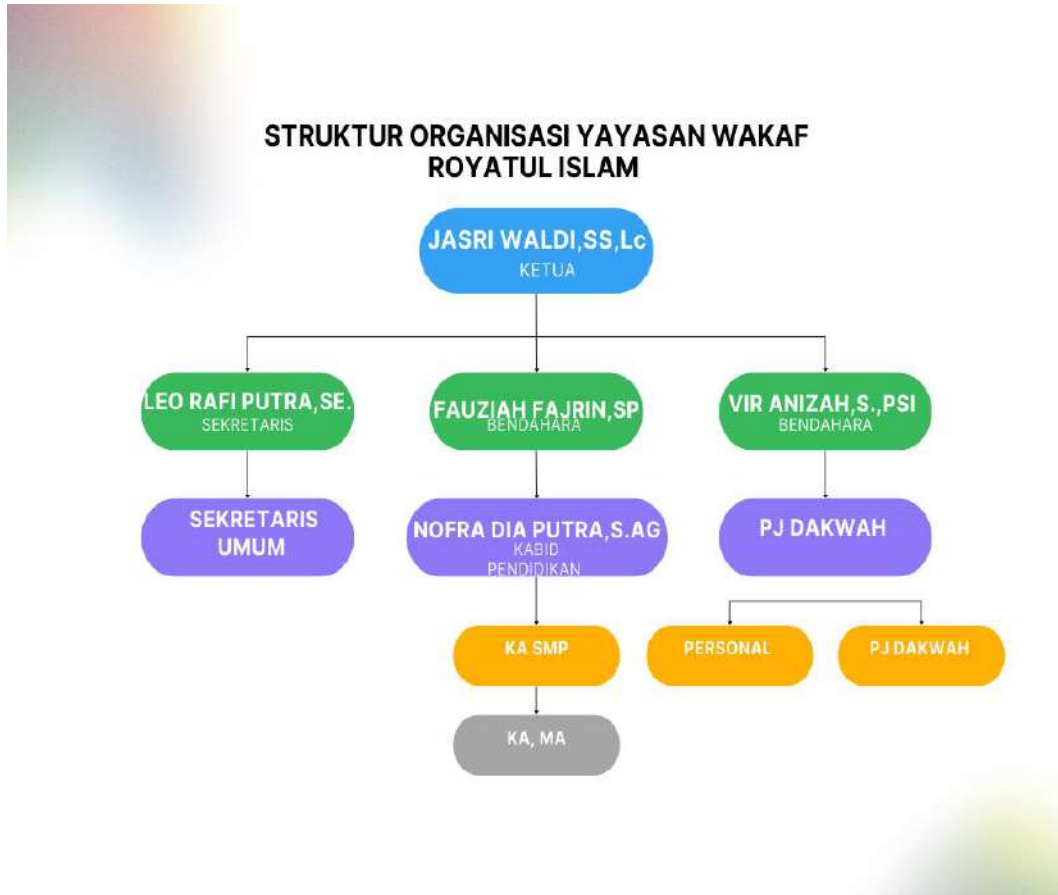 STRUKTUR ORGANISASI YAYASAN WAKAF
ROYATUL ISLAM
JASRI WALDI,SS,Lc
KETUA
LEO RAFI PUTRA,SE.
SEKRETARIS
FAUZIAH FAJRIN,SP
BENDAHARA
VIR ANIZAH,S.,PSI
BENDAHARA
SEKRETARIS
UMUM
NOFRA DIA PUTRA,S.AG
KABID
PENDIDIKAN
PJ DAKWAH
KA SMP
PERSONAL
PJ DAKWAH
KA, MA